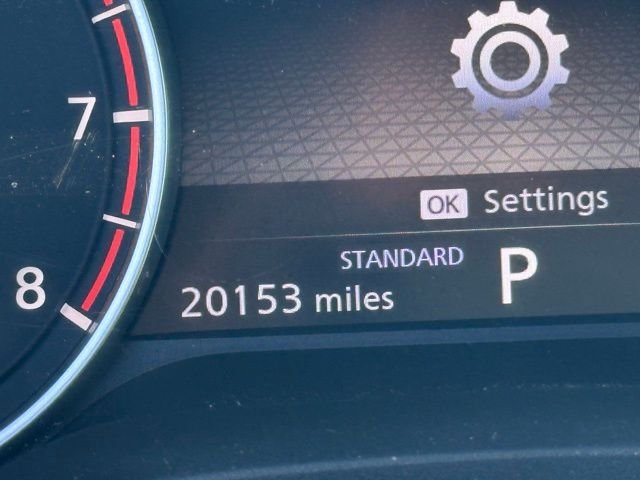 7
OK Settings
STANDARD P
8
20153 miles